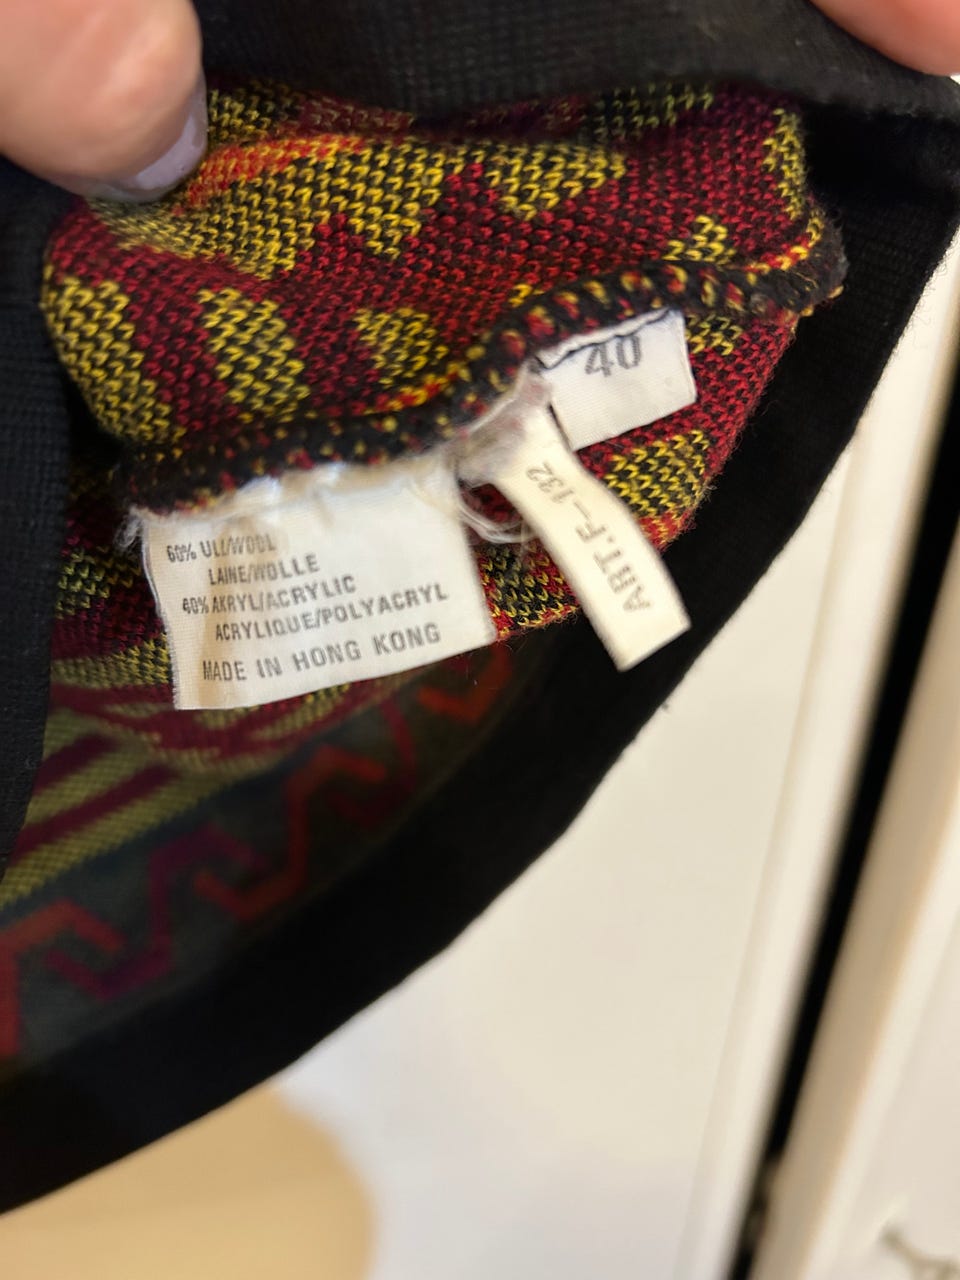 40
ART.F-132
60% ULL/WOOL
LAINE/WOLLE
40% AKRYL/ACRYLIC
ACRYLIQUE/POLYACRYL
MADE IN HONG KONG